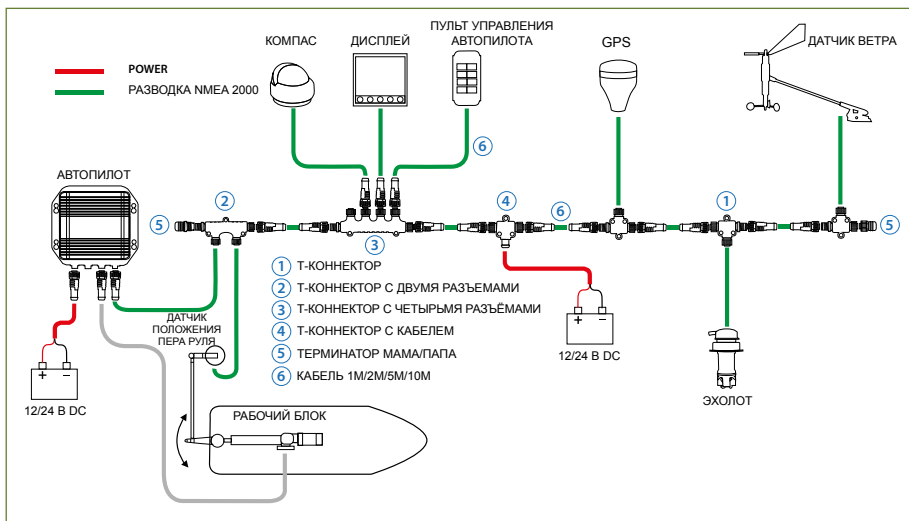 ПУЛЬТ УПРАВЛЕНИЯ
АВТОПИЛОТА
КОМПАС
ДИСПЛЕЙ
GPS
ДАТЧИК ВЕТРА
POWER
РАЗВОДКА NMEA 2000
6
АВТОПИЛОТ
5
2
4
6
1
5
3
1 Т-КОННЕКТОР
2 Т-КОННЕКТОР С ДВУМЯ РАЗЪЕМАМИ
3 Т-КОННЕКТОР С ЧЕТЫРЬМЯ РАЗЪЁМАМИ
4 Т-КОННЕКТОР С КАБЕЛЕМ
5 ТЕРМИНАТОР МАМА/ПАПА
6 КАБЕЛЬ 1М/2М/5М/10М
ДАТЧИК
ПОЛОЖЕНИЯ
ПЕРА РУЛЯ
+ −
12/24 В DC
+ −
12/24 В DC
ЭХОЛОТ
РАБОЧИЙ БЛОК